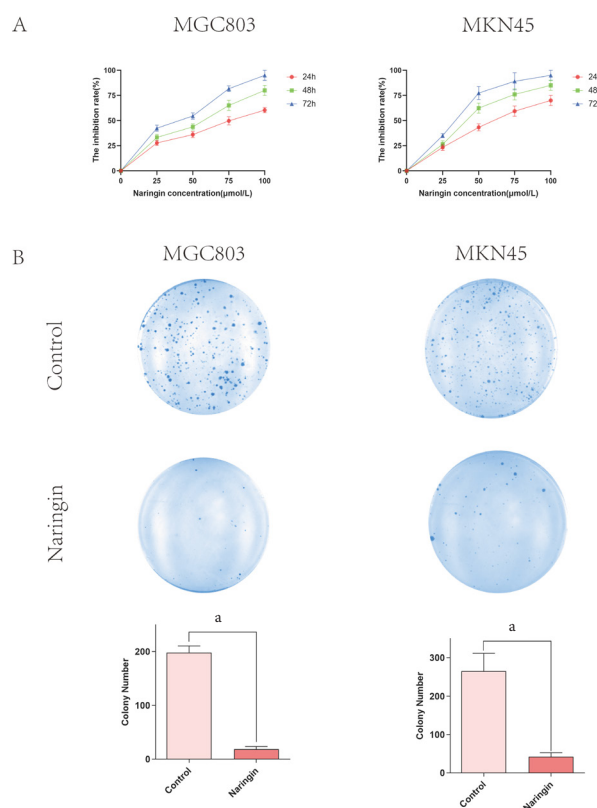 A
MGC803
MKN45
The inhibition rate(%)
100
75
50
25
0
0 25 50 75 100
Naringin concentration(μmol/L)
24h
48h
72h
The inhibition rate(%)
100
75
50
25
0
0 25 50 75 100
Naringin concentration(μmol/L)
24
48
72
B
MGC803
MKN45
Control
Naringin
a
Colony Number
200
100
0
Control
Naringin
a
Colony Number
300
200
100
0
Control
Naringin